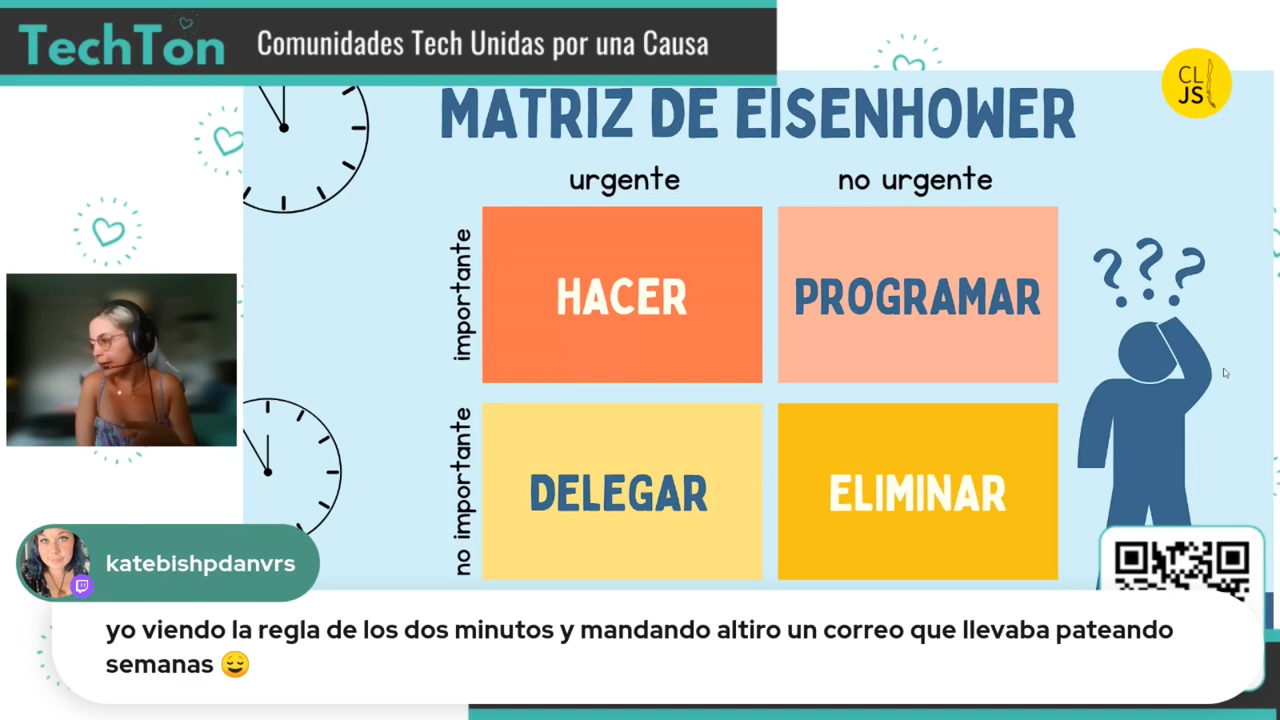 TechTon
Comunidades Tech Unidas por una Causa
CL
JS
MATRIZ DE EISENHOWER
urgente
no urgente
importante
HACER
PROGRAMAR
???
no importante
DELEGAR
ELIMINAR
katebishpdanvrs
yo viendo la regla de los dos minutos y mandando altiro un correo que llevaba pateando
semanas 😌